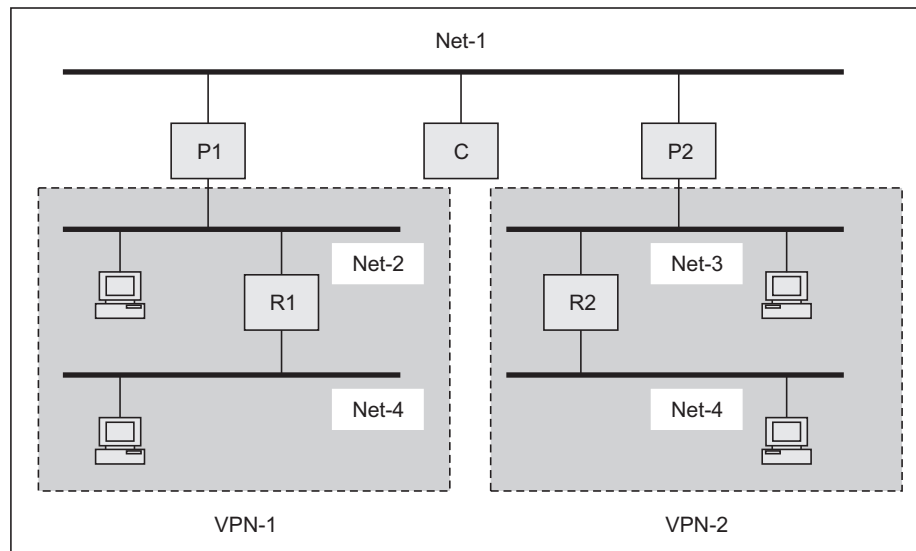 Net-1
P1
C
P2
Net-2
Net-3
R1
R2
Net-4
Net-4
VPN-1
VPN-2